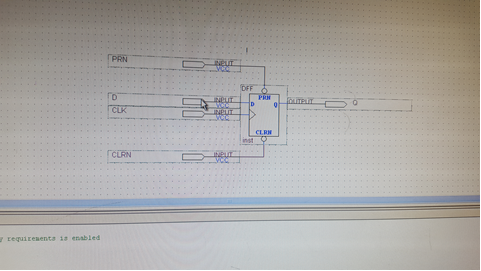 PRN
INPUT
VCC
DFF
D
INPUT
VCC
CLK
INPUT
VCC
PRN
D Q
CLRN
OUTPUT Q
inst
CLRN
INPUT
VCC
y requirements is enabled